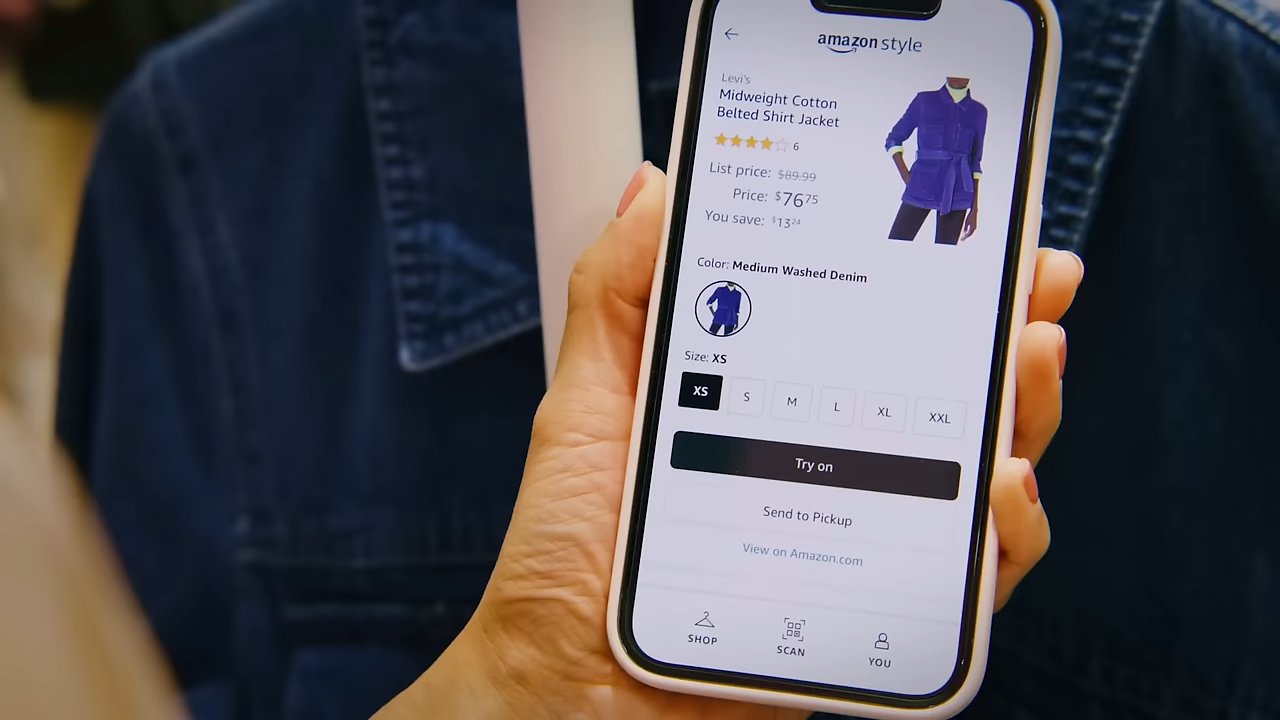 amazon style
Levi's
Midweight Cotton
Belted Shirt Jacket
6
List price: $89.99
Price: $76.75
You save: $13.24
Color: Medium Washed Denim
Size: XS
XS S M L XL XXL
Try on
Send to Pickup
View on Amazon.com
SHOP SCAN YOU